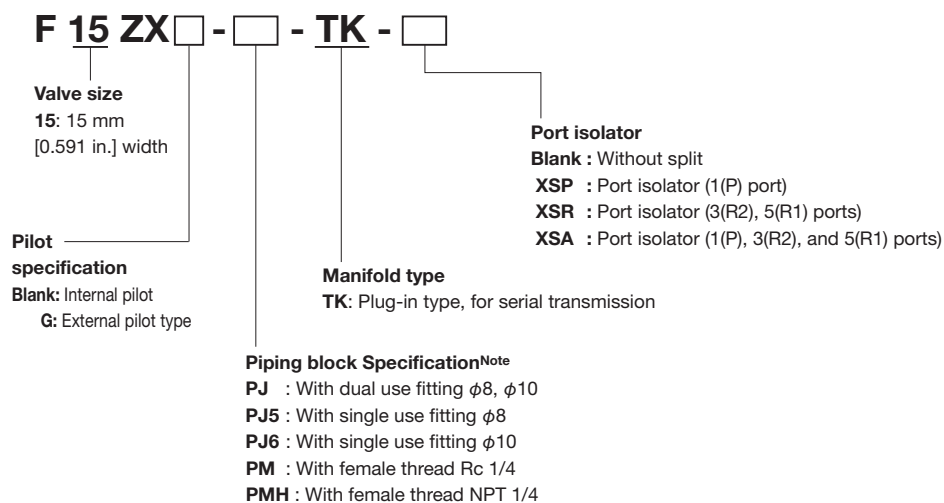 F 15 ZX□ - □ - TK - □
Valve size
15: 15 mm
[0.591 in.] width
Pilot
specification
Blank: Internal pilot
G: External pilot type
Piping block SpecificationNote
PJ : With dual use fitting φ8, φ10
PJ5 : With single use fitting φ8
PJ6 : With single use fitting φ10
PM : With female thread Rc 1/4
PMH : With female thread NPT 1/4
Manifold type
TK: Plug-in type, for serial transmission
Port isolator
Blank : Without split
XSP : Port isolator (1(P) port)
XSR : Port isolator (3(R2), 5(R1) ports)
XSA : Port isolator (1(P), 3(R2), and 5(R1) ports)